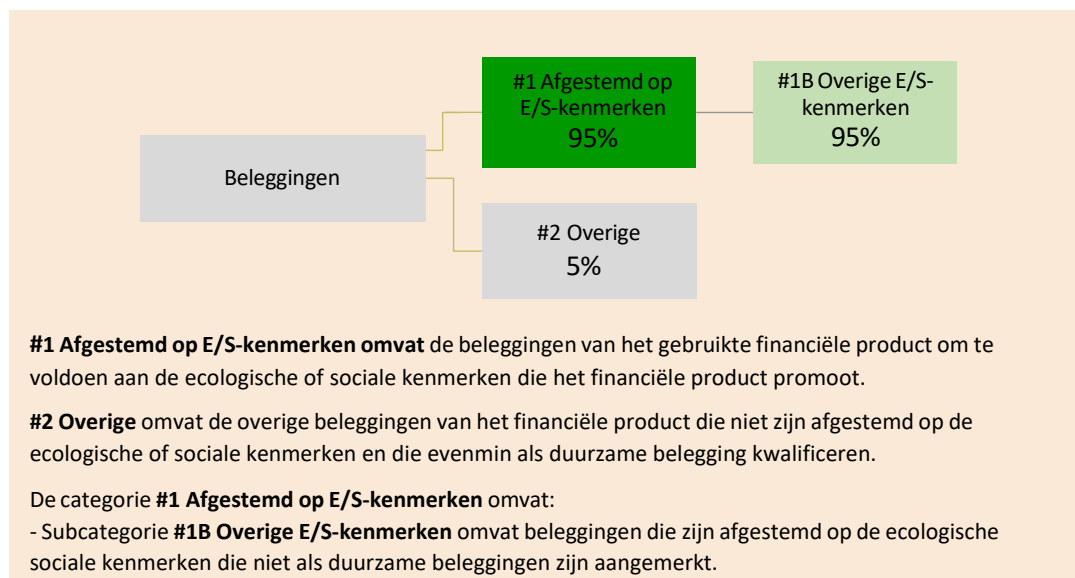 #1 Afgestemd op
E/S-kenmerken
95%
#1B Overige E/S-
kenmerken
95%
Beleggingen
#2 Overige
5%
#1 Afgestemd op E/S-kenmerken omvat de beleggingen van het gebruikte financiële product om te
voldoen aan de ecologische of sociale kenmerken die het financiële product promoot.
#2 Overige omvat de overige beleggingen van het financiële product die niet zijn afgestemd op de
ecologische of sociale kenmerken en die evenmin als duurzame belegging kwalificeren.
De categorie #1 Afgestemd op E/S-kenmerken omvat:
- Subcategorie #1B Overige E/S-kenmerken omvat beleggingen die zijn afgestemd op de ecologische
sociale kenmerken die niet als duurzame beleggingen zijn aangemerkt.